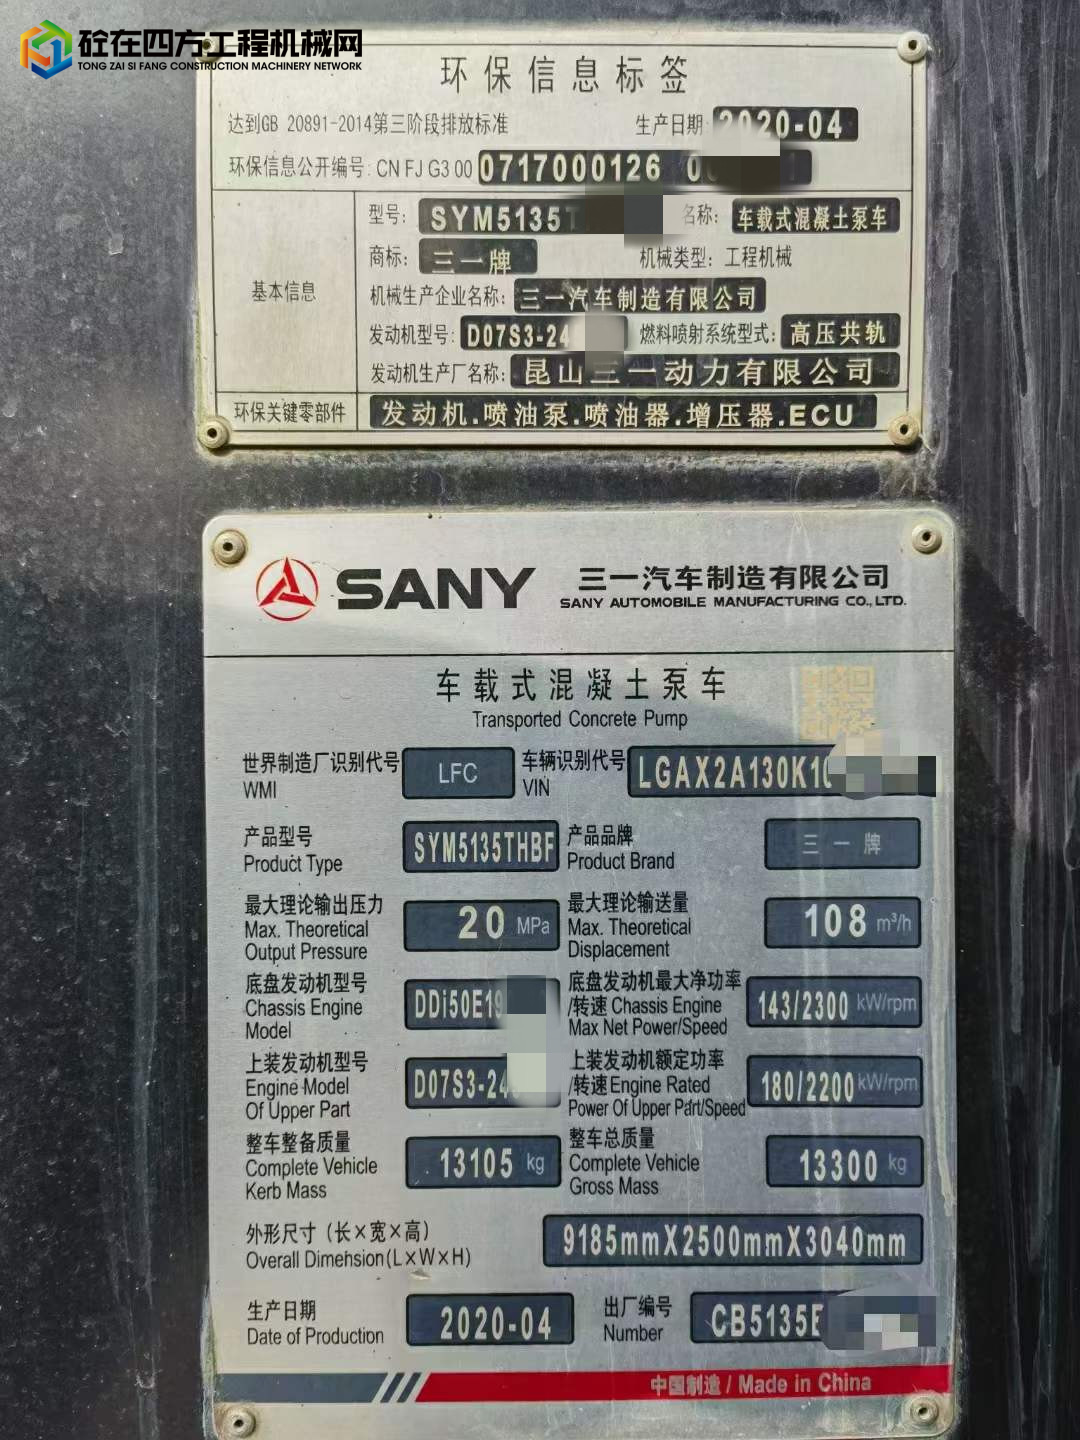 砼在四方工程机械网
TONG ZAI SI FANG CONSTRUCTION MACHINERY NETWORK
环保信息标签
达到GB 20891-2014第三阶段排放标准 生产日期: 2020-04
环保信息公开编号: CN FJ G3 00 0717000126
型号: SYM5135T 名称: 车载式混凝土泵车
商标: 三一牌 机械类型: 工程机械
基本信息
机械生产企业名称: 三一汽车制造有限公司
发动机型号: D07S3-24 燃料喷射系统型式: 高压共轨
发动机生产厂名称: 昆山三一动力有限公司
环保关键零部件 发动机.喷油泵.喷油器.增压器.ECU
SANY 三一汽车制造有限公司
SANY AUTOMOBILE MANUFACTURING CO., LTD.
车载式混凝土泵车
Transported Concrete Pump
世界制造厂识别代号 LFC 车辆识别代号 LGAX2A130K10
WMI VIN
产品型号 SYM5135THBF 产品品牌 三一牌
Product Type Product Brand
最大理论输出压力 20 MPa 最大理论输送量 108 m³/h
Max. Theoretical Max. Theoretical
Output Pressure Displacement
底盘发动机型号 DDi50E19 底盘发动机最大净功率 143/2300 kW/rpm
Chassis Engine /转速 Chassis Engine
Model Max Net Power/Speed
上装发动机型号 D07S3-24 上装发动机额定功率 180/2200 kW/rpm
Engine Model /转速 Engine Rated
Of Upper Part Power Of Upper Part/Speed
整车整备质量 13105 kg 整车总质量 13300 kg
Complete Vehicle Complete Vehicle
Kerb Mass Gross Mass
外形尺寸（长×宽×高） 9185mmX2500mmX3040mm
Overall Dimension(L×W×H)
生产日期 2020-04 出厂编号 CB5135F
Date of Production Number
中国制造 / Made in China